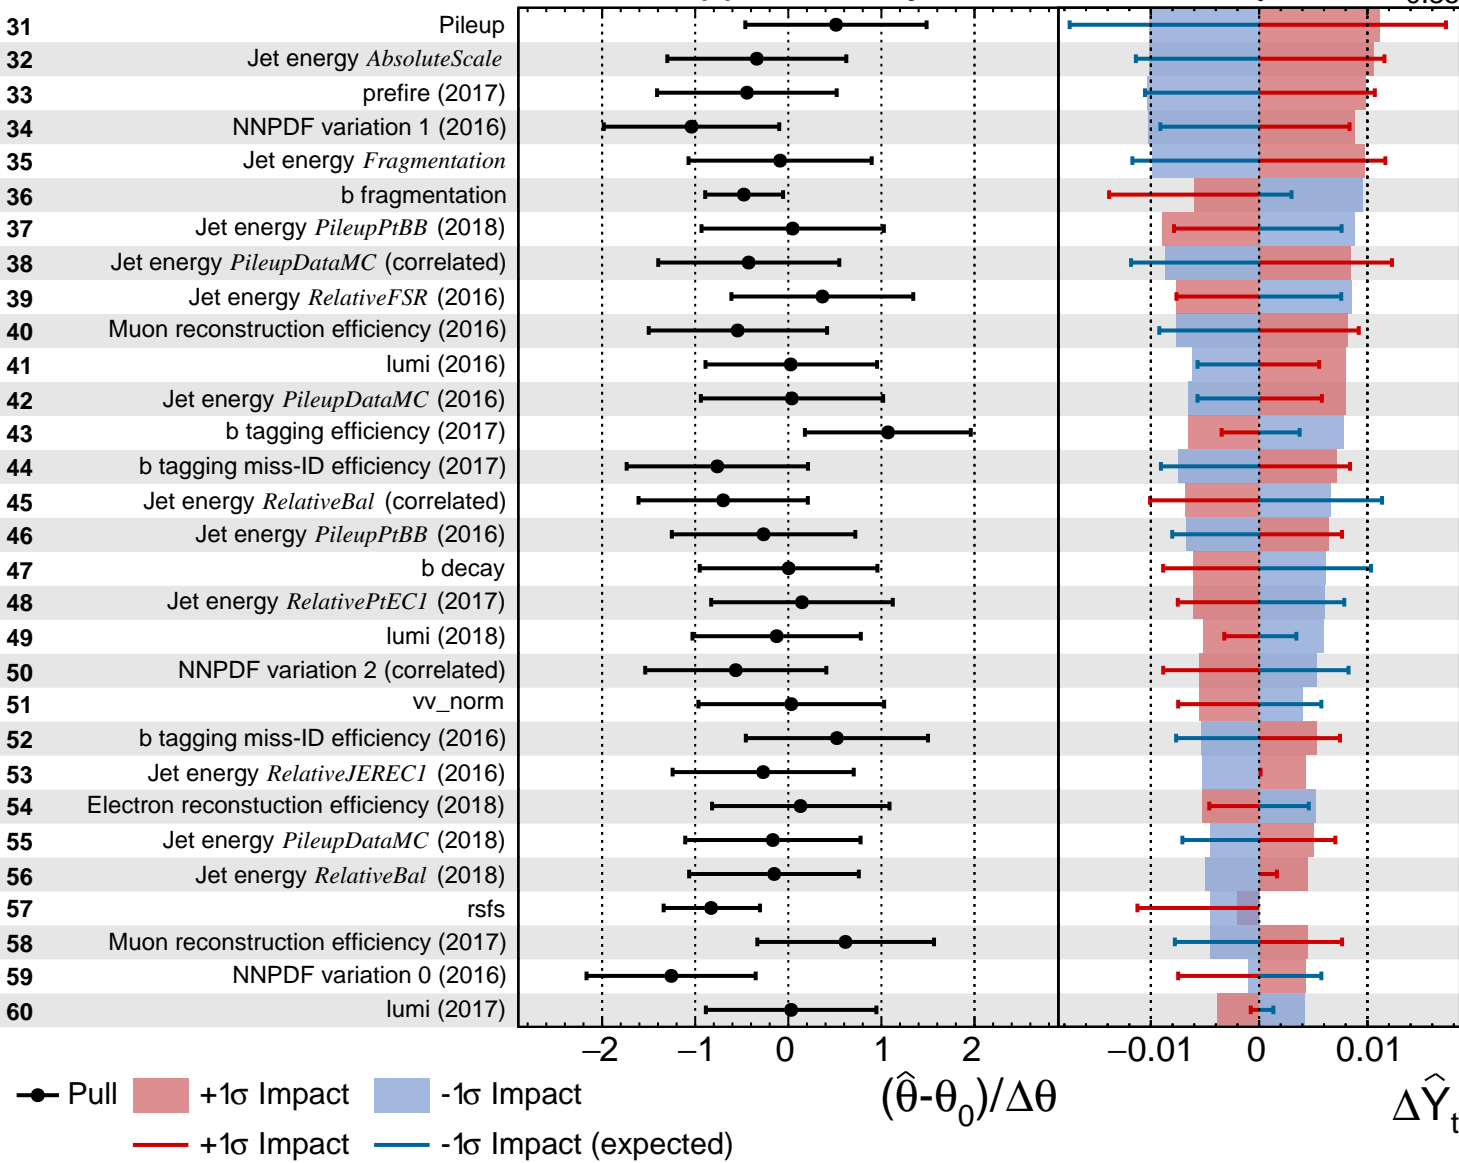 31 Pileup
32 Jet energy AbsoluteScale
33 prefire (2017)
34 NNPDF variation 1 (2016)
35 Jet energy Fragmentation
36 b fragmentation
37 Jet energy PileupPtBB (2018)
38 Jet energy PileupDataMC (correlated)
39 Jet energy RelativeFSR (2016)
40 Muon reconstruction efficiency (2016)
41 lumi (2016)
42 Jet energy PileupDataMC (2016)
43 b tagging efficiency (2017)
44 b tagging miss-ID efficiency (2017)
45 Jet energy RelativeBal (correlated)
46 Jet energy PileupPtBB (2016)
47 b decay
48 Jet energy RelativePtEC1 (2017)
49 lumi (2018)
50 NNPDF variation 2 (correlated)
51 vv_norm
52 b tagging miss-ID efficiency (2016)
53 Jet energy RelativeJEREC1 (2016)
54 Electron reconstuction efficiency (2018)
55 Jet energy PileupDataMC (2018)
56 Jet energy RelativeBal (2018)
57 rsfs
58 Muon reconstruction efficiency (2017)
59 NNPDF variation 0 (2016)
60 lumi (2017)
−2 −1 0 1 2 −0.01 0 0.01
Pull +1σ Impact -1σ Impact (θ̂-θ₀)/Δθ ΔŶₜ
+1σ Impact -1σ Impact (expected)